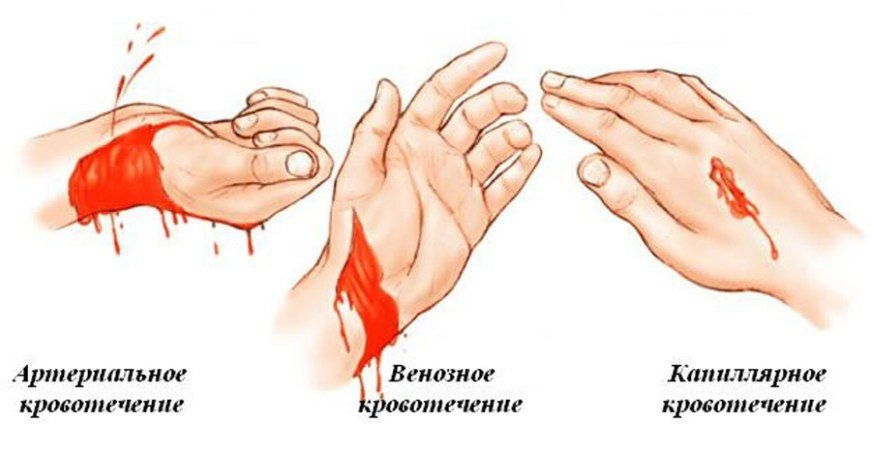 Артериальное
кровотечение
Венозное
кровотечение
Капиллярное
кровотечение